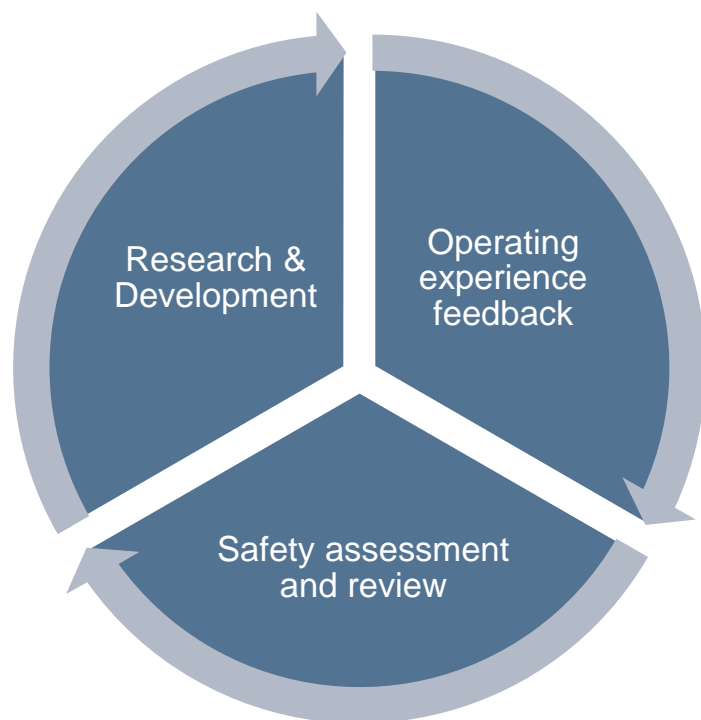 Research &
Development
Operating
experience
feedback
Safety assessment
and review